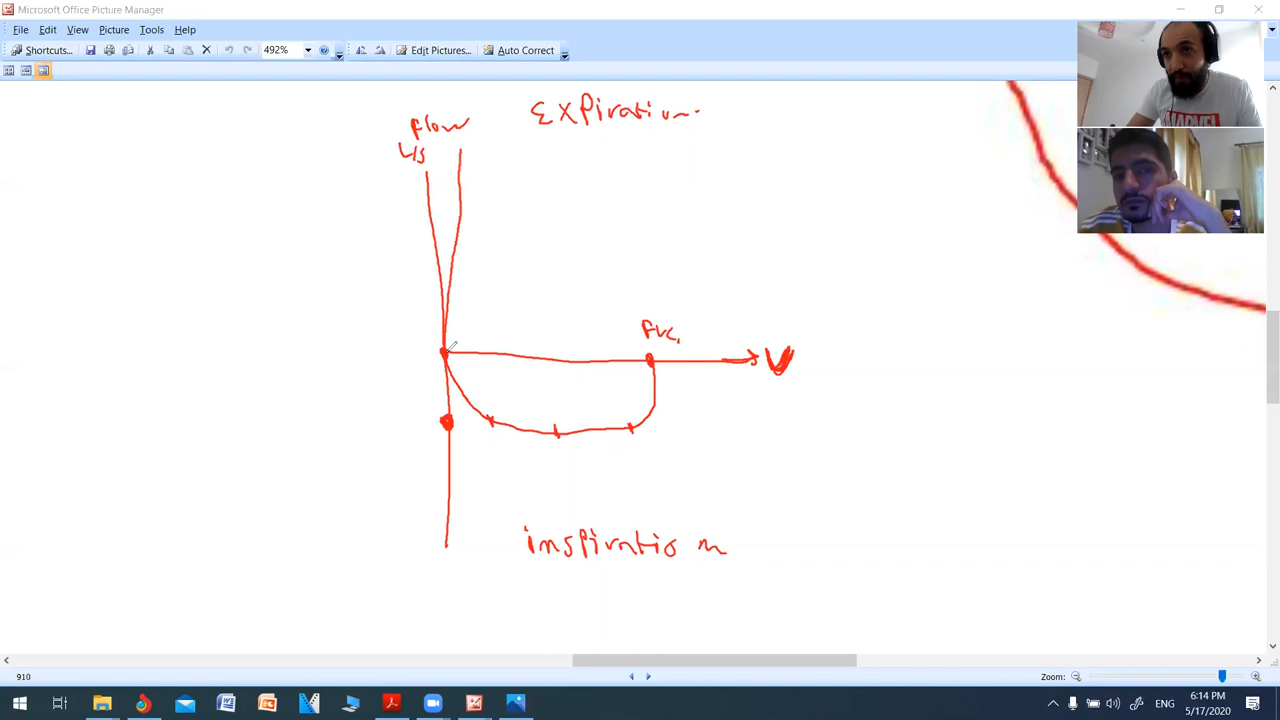 Microsoft Office Picture Manager
File Edit View Picture Tools Help
Shortcuts... 492% Edit Pictures... Auto Correct
Expiration
flow
L/S
MARVEL
FVC
V
inspiration
910
Zoom:
ENG
6:14 PM
5/17/2020